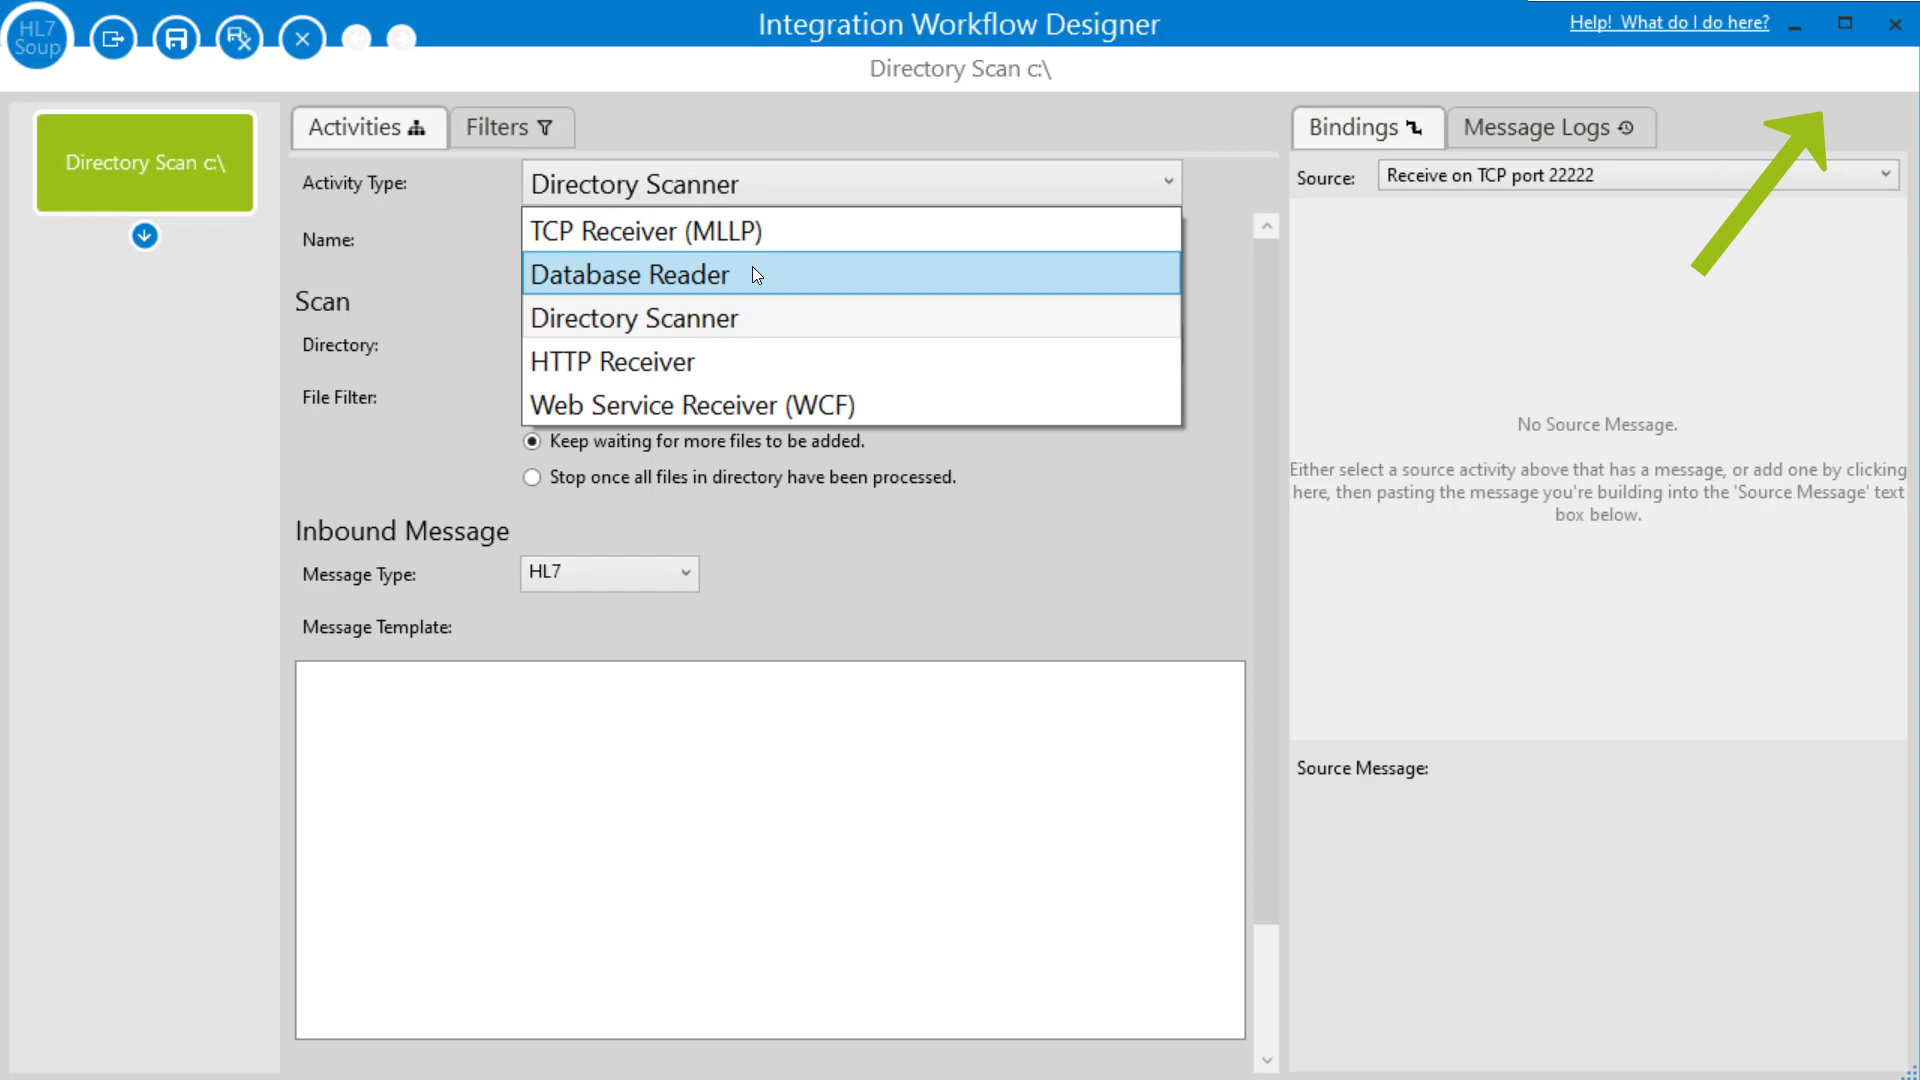 HL7
Soup
Integration Workflow Designer
Help!  What do I do here?
Directory Scan c:\
Directory Scan c:\
Activities
Filters
Activity Type:
Directory Scanner
TCP Receiver (MLLP)
Database Reader
Directory Scanner
HTTP Receiver
Web Service Receiver (WCF)
Name:
Scan
Directory:
File Filter:
Keep waiting for more files to be added.
Stop once all files in directory have been processed.
Inbound Message
Message Type:
HL7
Message Template:
Bindings
Message Logs
Source:
Receive on TCP port 22222
No Source Message.
Either select a source activity above that has a message, or add one by clicking
here, then pasting the message you're building into the 'Source Message' text
box below.
Source Message: